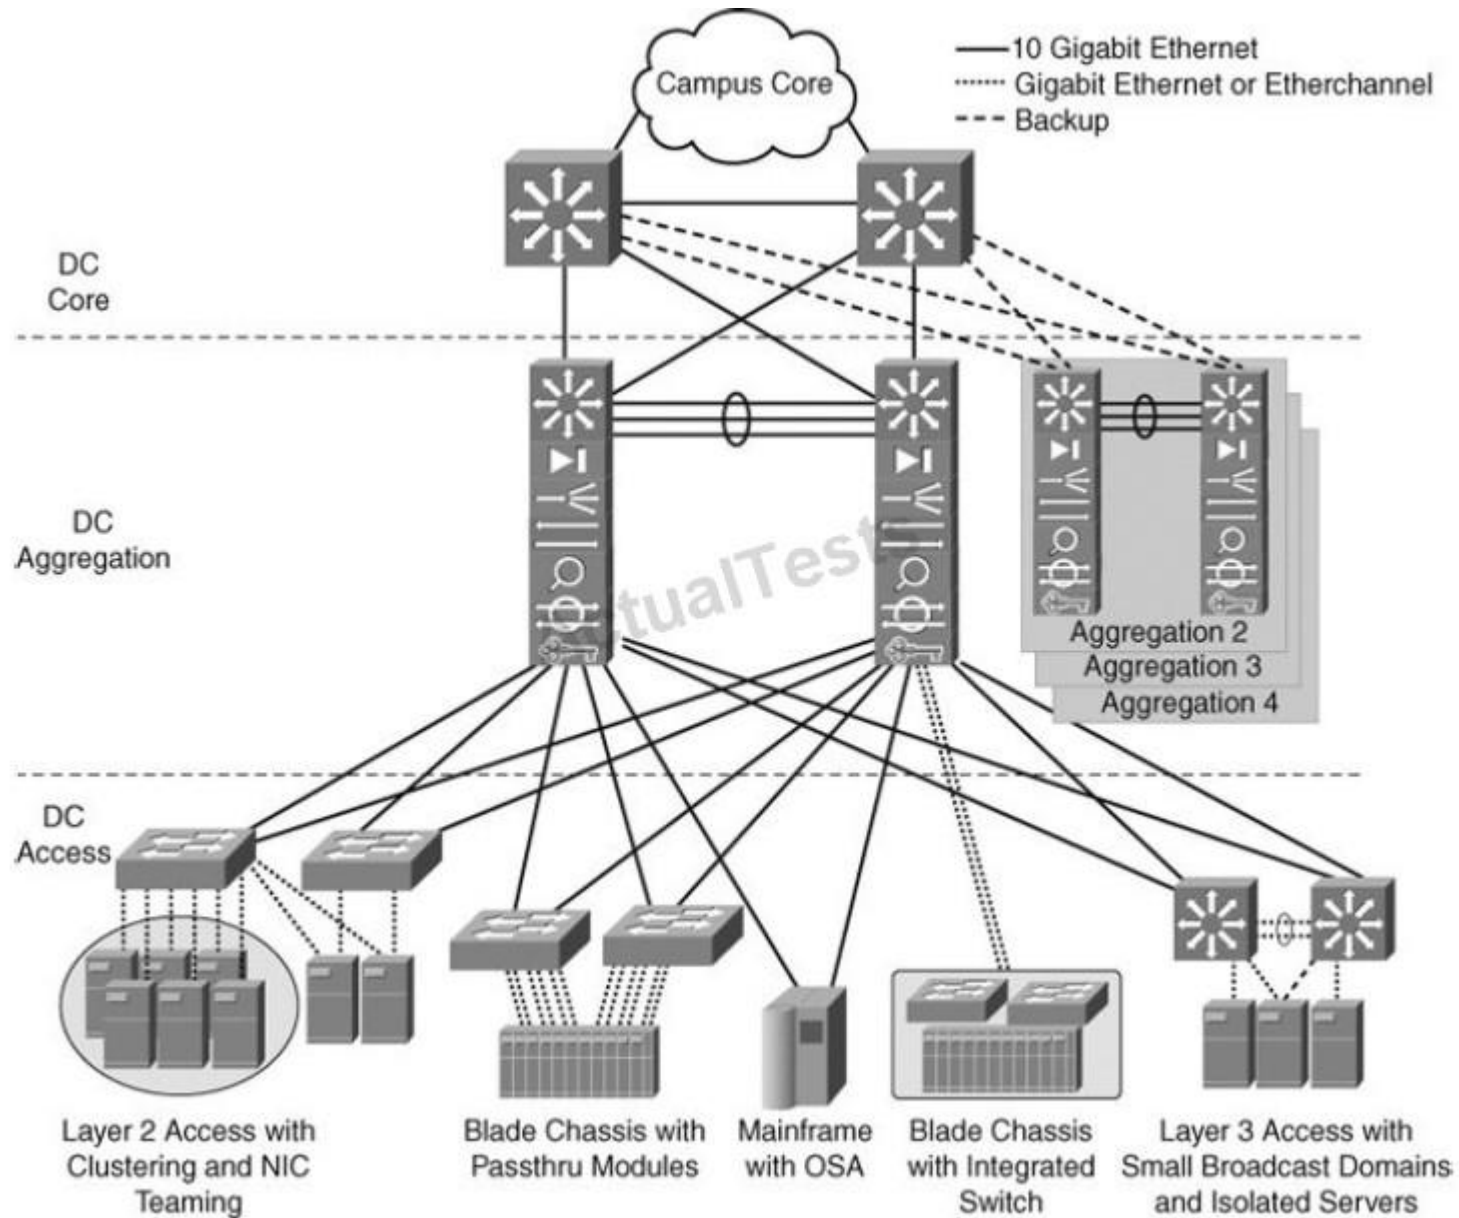 Campus Core
10 Gigabit Ethernet
Gigabit Ethernet or Etherchannel
Backup
DC
Core
DC
Aggregation
ctualTests
Aggregation 2
Aggregation 3
Aggregation 4
DC
Access
Layer 2 Access with
Clustering and NIC
Teaming
Blade Chassis with
Passthru Modules
Mainframe
with OSA
Blade Chassis
with Integrated
Switch
Layer 3 Access with
Small Broadcast Domains
and Isolated Servers